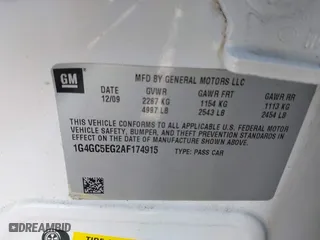 GM
MFD BY GENERAL MOTORS LLC
DATE GVWR GAWR FRT GAWR RR
12/09 2267 KG 1154 KG 1113 KG
4997 LB 2543 LB 2454 LB
THIS VEHICLE CONFORMS TO ALL APPLICABLE U.S. FEDERAL MOTOR
VEHICLE SAFETY, BUMPER, AND THEFT PREVENTION STANDARDS
IN EFFECT ON THE DATE OF MANUFACTURE SHOWN ABOVE.
1G4GC5EG2AF174915 TYPE: PASS CAR